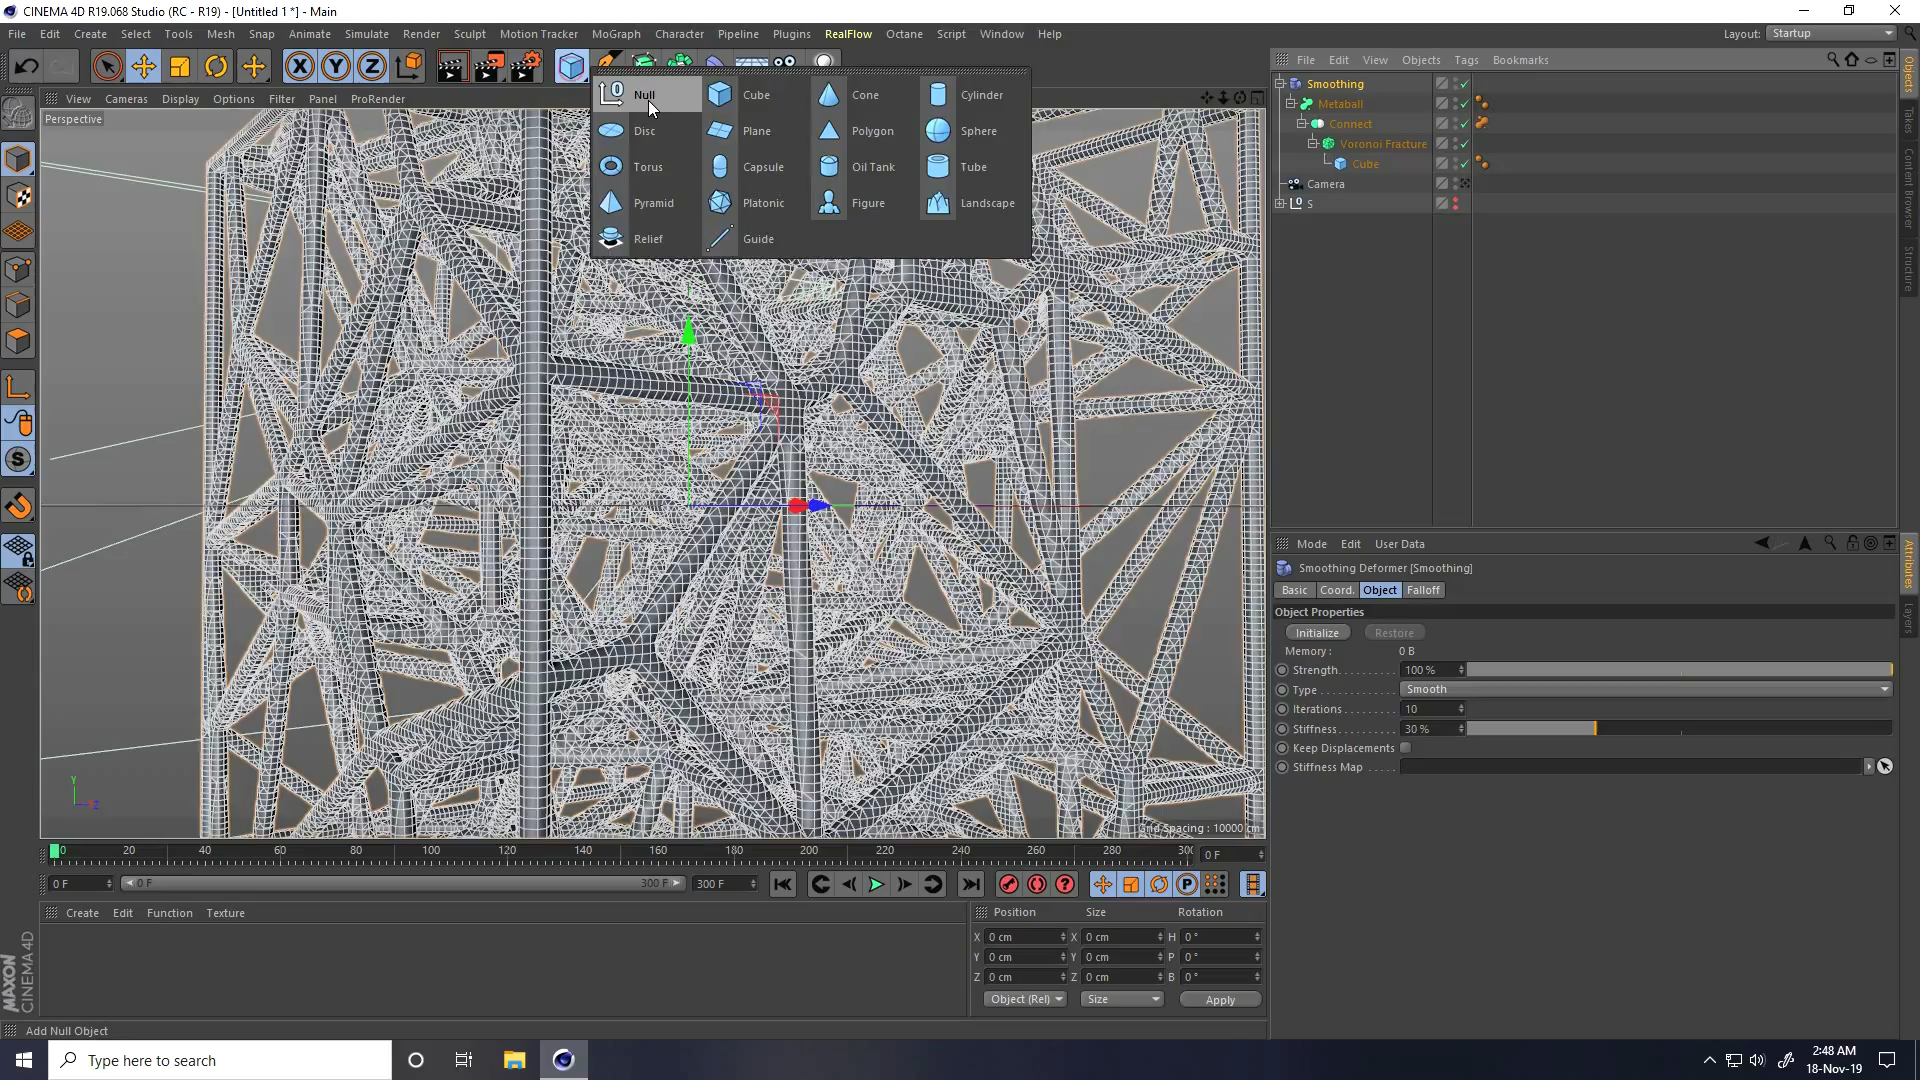 CINEMA 4D R19.068 Studio (RC - R19) - [Untitled 1 *] - Main
File Edit Create Select Tools Mesh Snap Animate Simulate Render Sculpt Motion Tracker MoGraph Character Pipeline Plugins RealFlow Octane Script Window Help
Layout: Startup
File Edit View Objects Tags Bookmarks
View Cameras Display Options Filter Panel ProRender
Perspective
Null Cube Cone Cylinder
Disc Plane Polygon Sphere
Torus Capsule Oil Tank Tube
Pyramid Platonic Figure Landscape
Relief Guide
Smoothing
Metaball
Connect
Voronoi Fracture
Cube
Camera
S
Objects
Takes
Content Browser
Structure
Mode Edit User Data
Smoothing Deformer [Smoothing]
Basic Coord. Object Falloff
Object Properties
Initialize Restore
Memory : 0 B
Strength 100 %
Type Smooth
Iterations 10
Stiffness 30 %
Keep Displacements
Stiffness Map
Attributes
Layers
Y
Grid Spacing : 10000 cm
0 20 40 60 80 100 120 140 160 180 200 220 240 260 280 300
0 F
0 F 0 F 300 F 300 F
Create Edit Function Texture
Position Size Rotation
X 0 cm X 0 cm H 0 °
Y 0 cm Y 0 cm P 0 °
Z 0 cm Z 0 cm B 0 °
Object (Rel) Size Apply
MAXON
CINEMA 4D
Add Null Object
Type here to search
2:48 AM
18-Nov-19